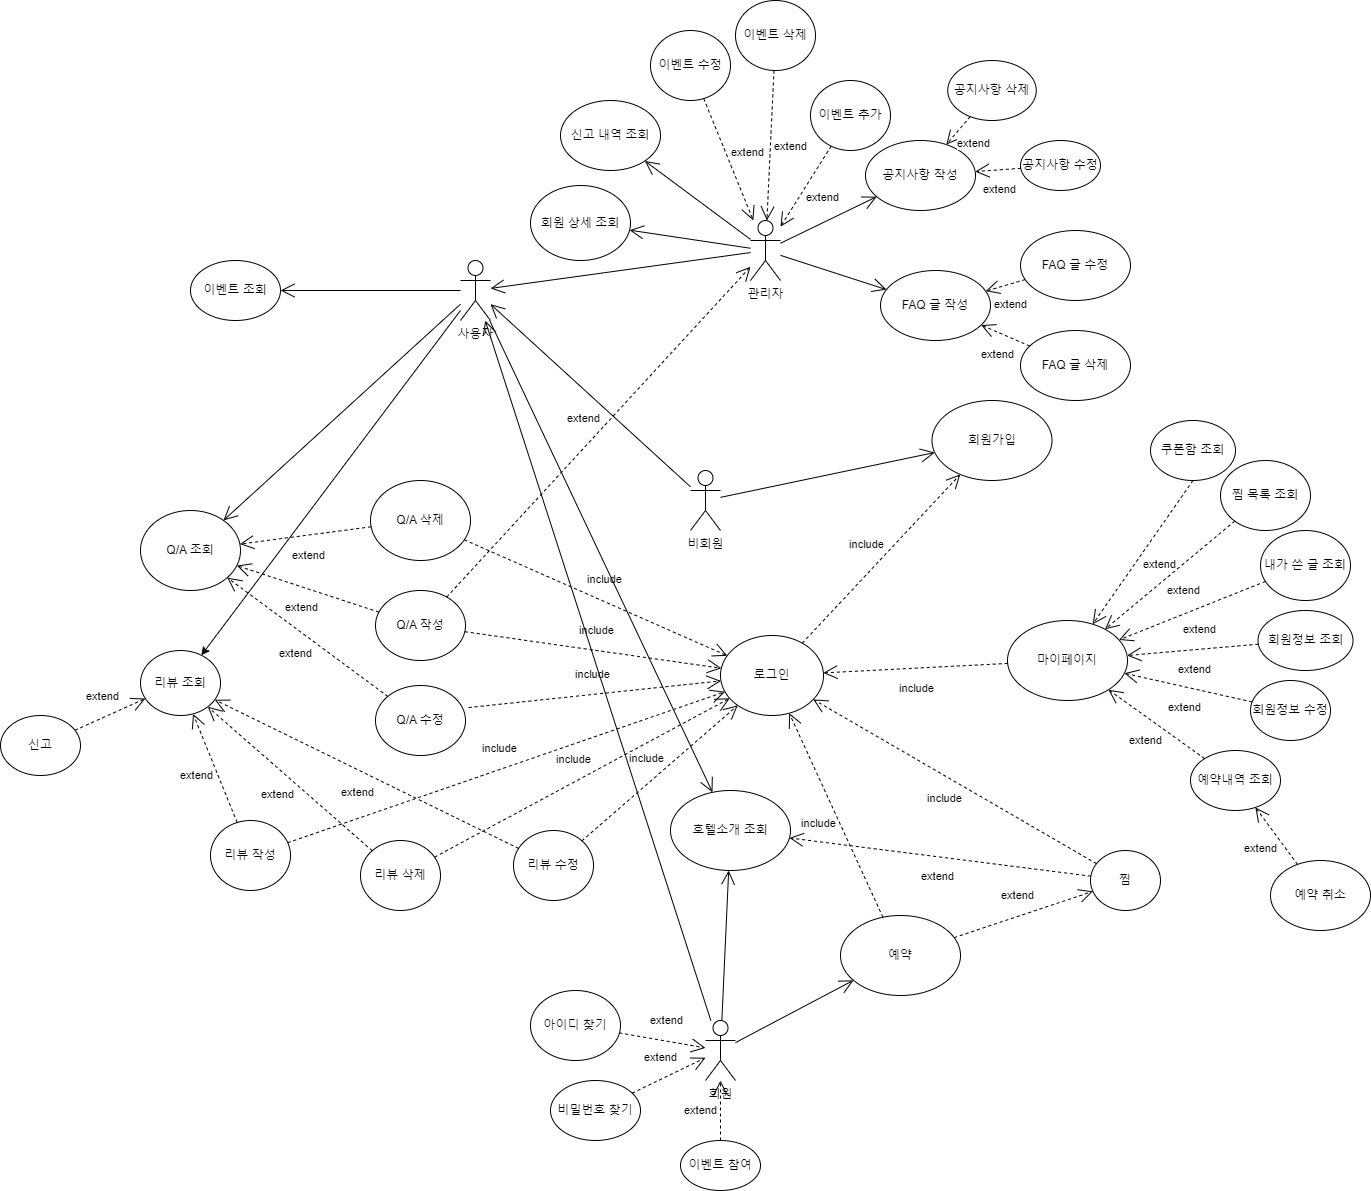 이벤트 삭제
이벤트 수정
extend
이벤트 추가
공지사항 삭제
신고 내역 조회
extend
extend
extend
공지사항 수정
공지사항 작성
extend
extend
회원 상세 조회
관리자
FAQ 글 수정
이벤트 조회
사용자
FAQ 글 작성
extend
extend
FAQ 글 삭제
extend
회원가입
쿠폰함 조회
찜 목록 조회
Q/A 삭제
비회원
include
Q/A 조회
extend
extend
내가 쓴 글 조회
include
extend
extend
Q/A 작성
include
extend
회원정보 조회
extend
마이페이지
리뷰 조회
로그인
include
extend
include
extend
회원정보 수정
extend
Q/A 수정
신고
include
include
include
extend
extend
예약내역 조회
extend
extend
include
include
호텔소개 조회
extend
리뷰 작성
리뷰 삭제
리뷰 수정
extend
찜
extend
예약 취소
예약
아이디 찾기
extend
extend
회원
비밀번호 찾기
extend
이벤트 참여